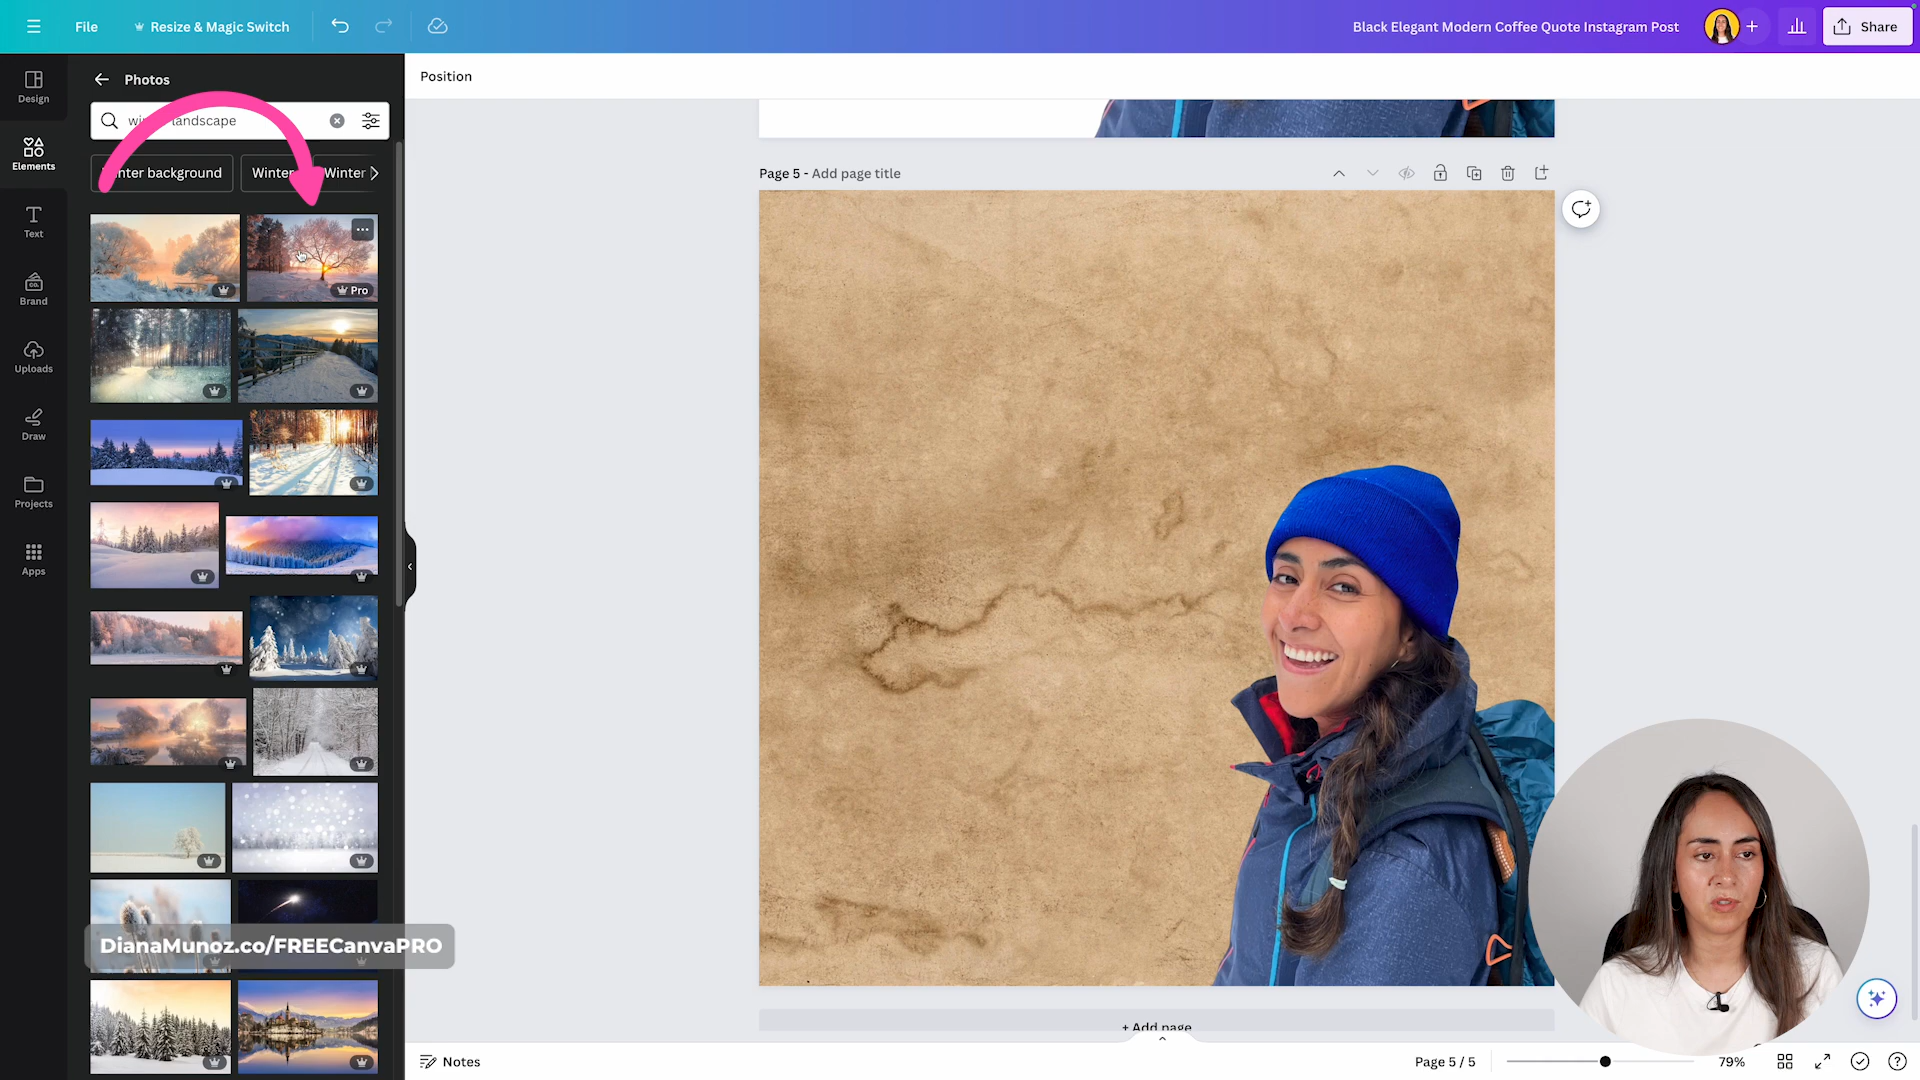 File
Resize & Magic Switch
Black Elegant Modern Coffee Quote Instagram Post
Share
Design
Elements
Text
Brand
Uploads
Draw
Projects
Apps
Photos
landscape
background
Winter
Winter
Pro
Position
Page 5 - Add page title
+ Add page
DianaMunoz.co/FREECanvaPRO
Notes
Page 5 / 5
79%